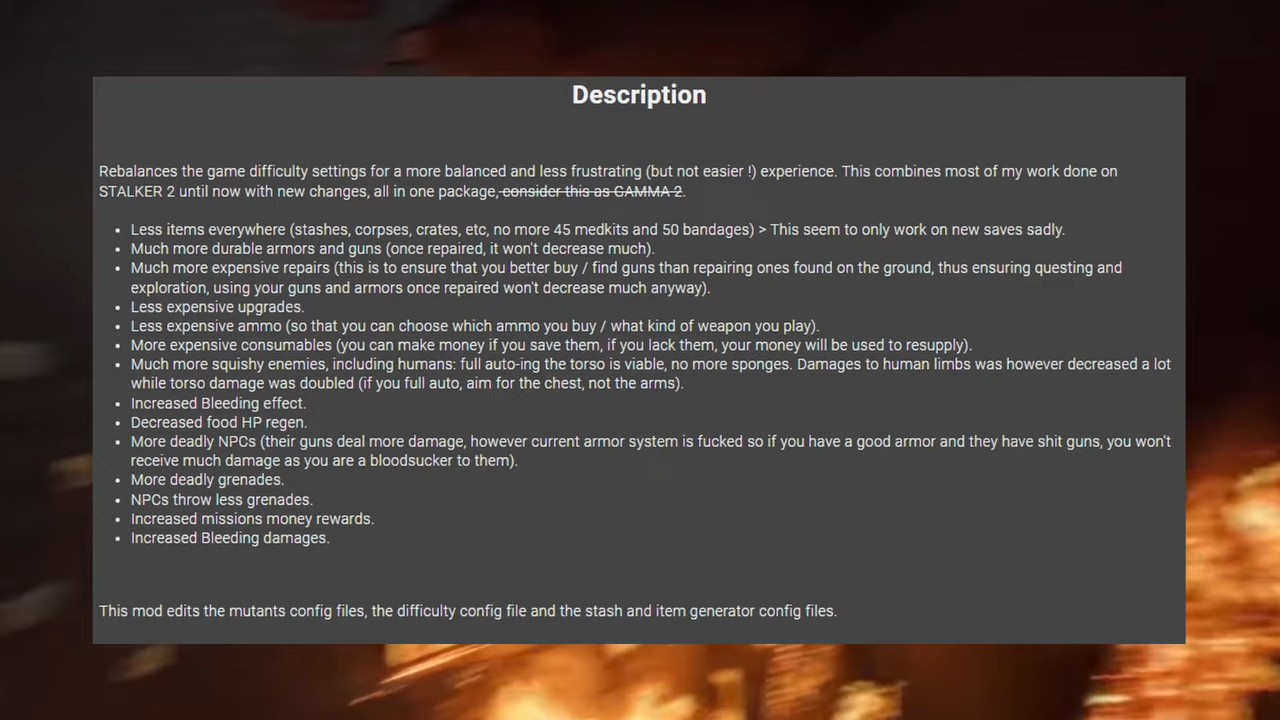 Description
Rebalances the game difficulty settings for a more balanced and less frustrating (but not easier !) experience. This combines most of my work done on
STALKER 2 until now with new changes, all in one package, consider this as GAMMA 2.
• Less items everywhere (stashes, corpses, crates, etc, no more 45 medkits and 50 bandages) > This seem to only work on new saves sadly.
• Much more durable armors and guns (once repaired, it won't decrease much).
• Much more expensive repairs (this is to ensure that you better buy / find guns than repairing ones found on the ground, thus ensuring questing and
exploration, using your guns and armors once repaired won't decrease much anyway).
• Less expensive upgrades.
• Less expensive ammo (so that you can choose which ammo you buy / what kind of weapon you play).
• More expensive consumables (you can make money if you save them, if you lack them, your money will be used to resupply).
• Much more squishy enemies, including humans: full auto-ing the torso is viable, no more sponges. Damages to human limbs was however decreased a lot
while torso damage was doubled (if you full auto, aim for the chest, not the arms).
• Increased Bleeding effect.
• Decreased food HP regen.
• More deadly NPCs (their guns deal more damage, however current armor system is fucked so if you have a good armor and they have shit guns, you won't
receive much damage as you are a bloodsucker to them).
• More deadly grenades.
• NPCs throw less grenades.
• Increased missions money rewards.
• Increased Bleeding damages.
This mod edits the mutants config files, the difficulty config file and the stash and item generator config files.